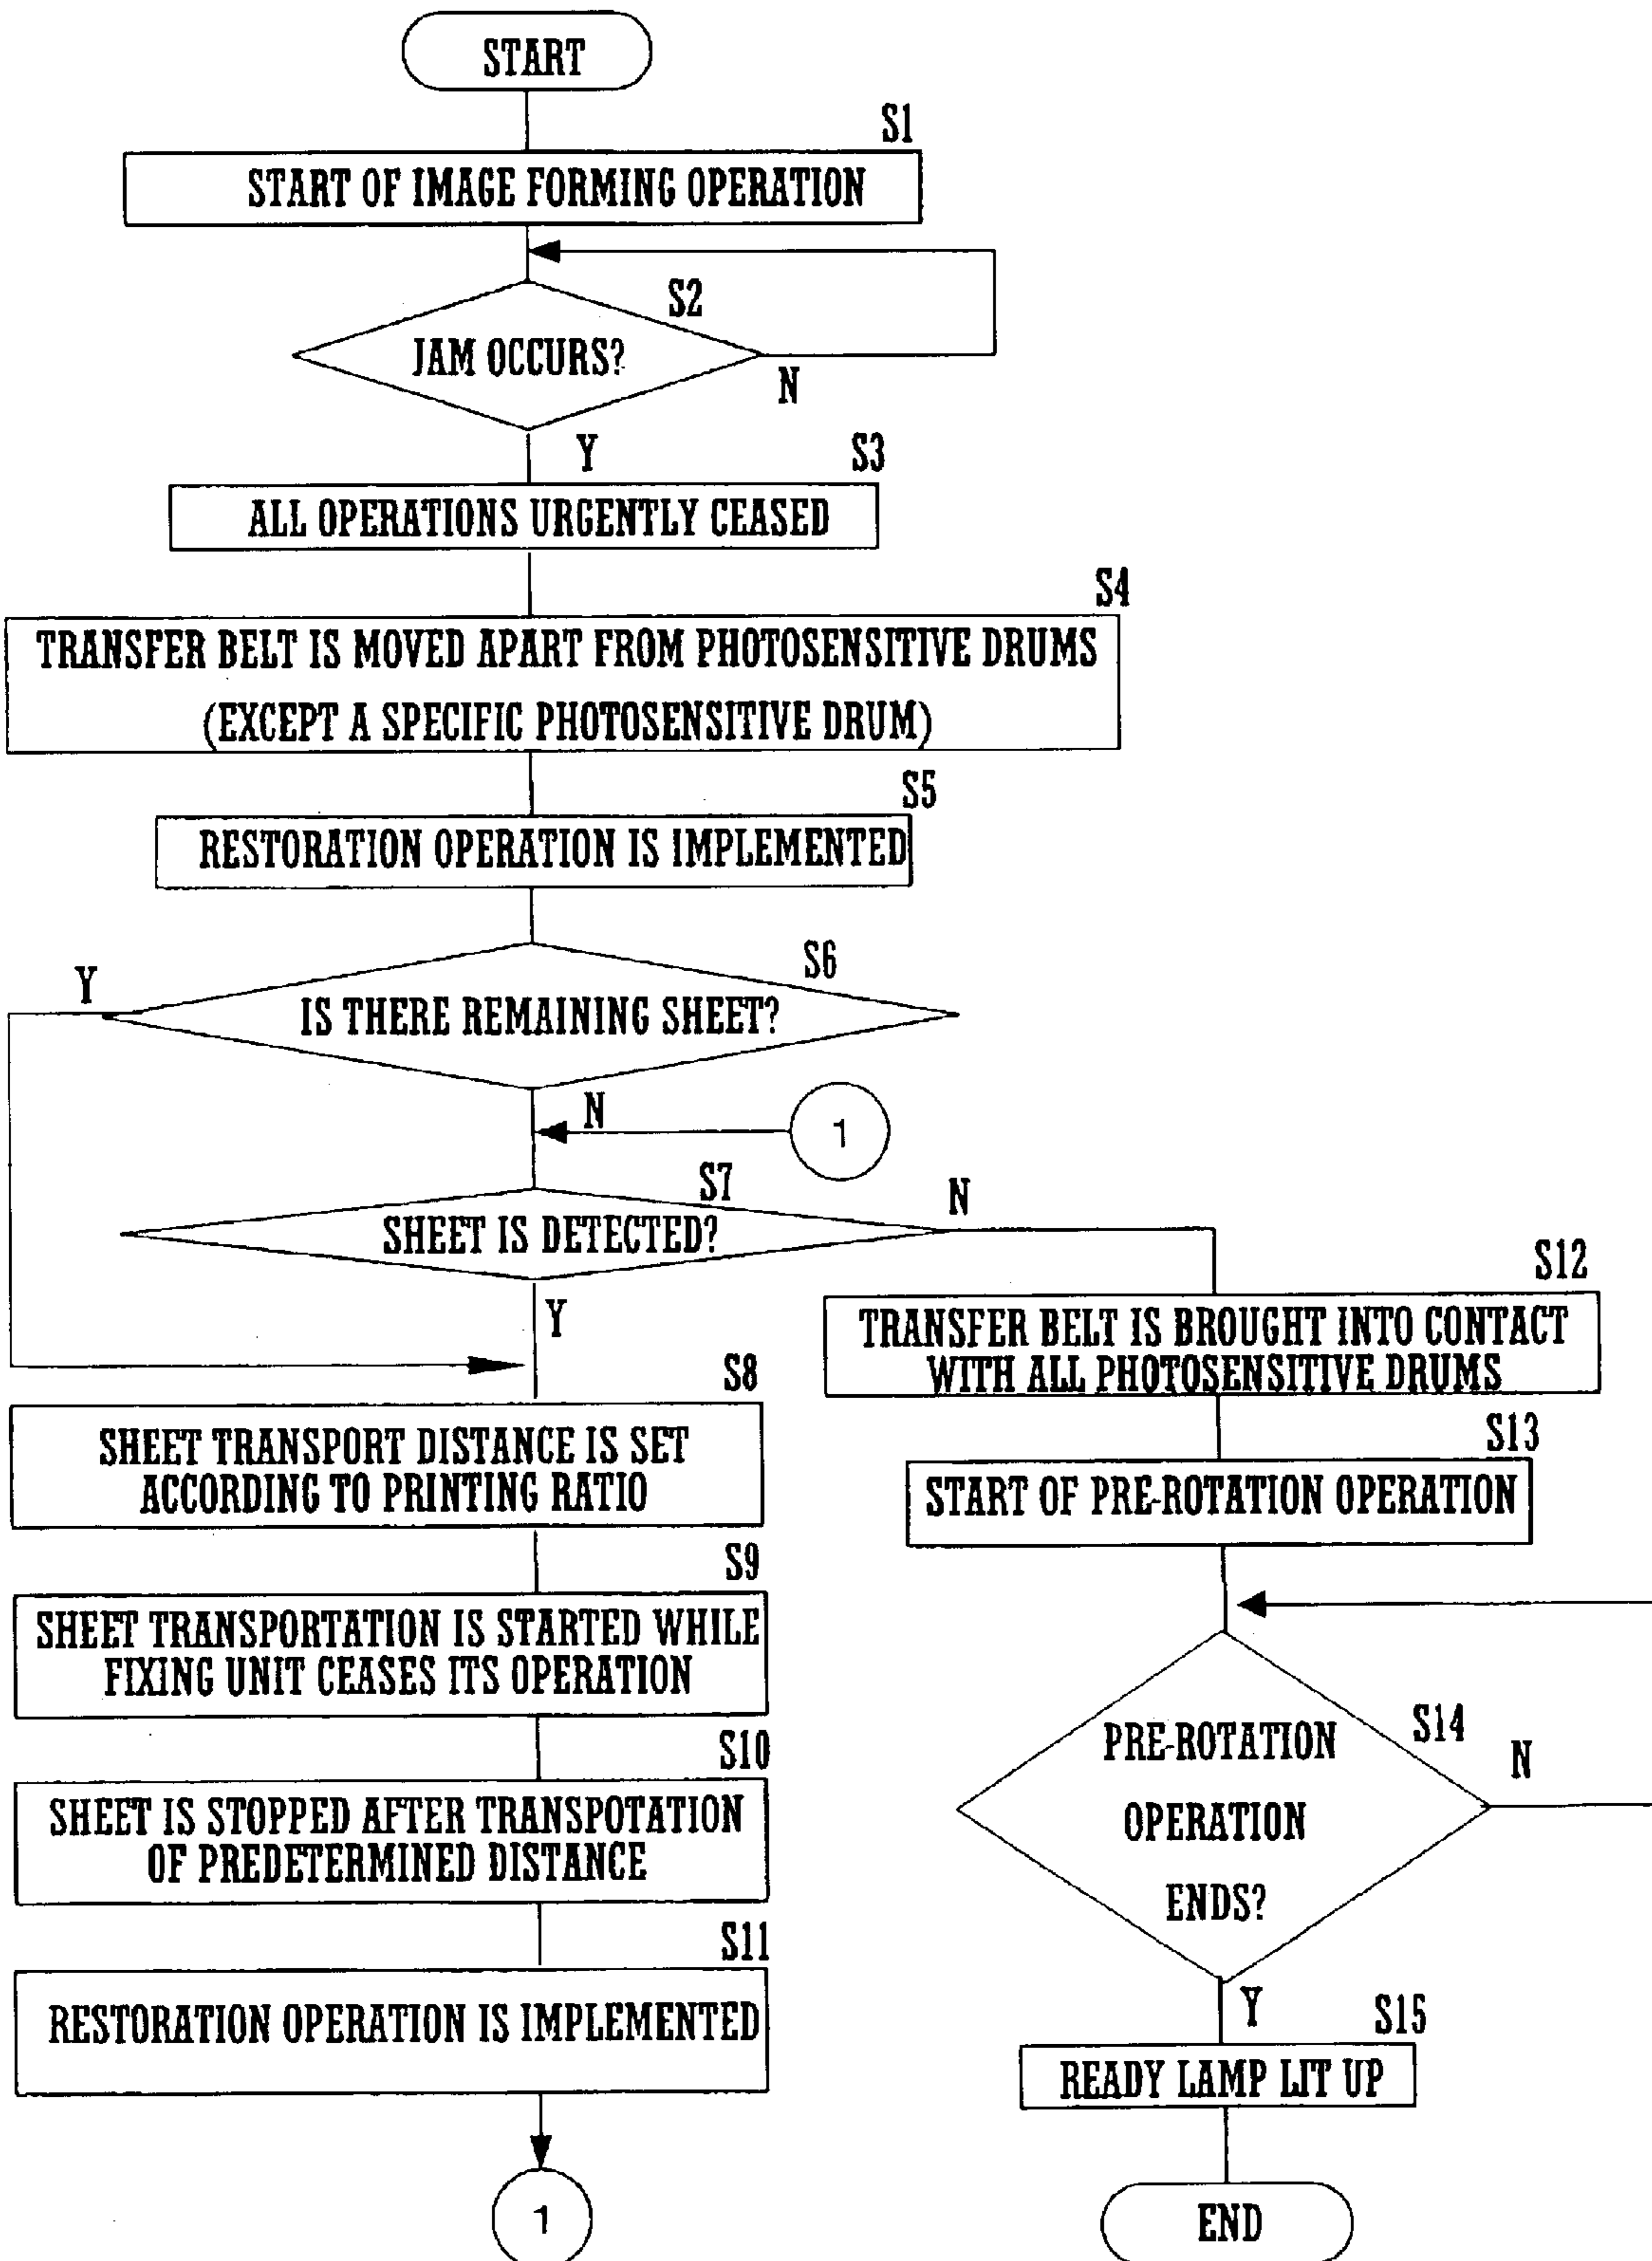 START
S1
START OF IMAGE FORMING OPERATION
S2
JAM OCCURS?
N
Y
S3
ALL OPERATIONS URGENTLY CEASED
S4
TRANSFER BELT IS MOVED APART FROM PHOTOSENSITIVE DRUMS
(EXCEPT A SPECIFIC PHOTOSENSITIVE DRUM)
S5
RESTORATION OPERATION IS IMPLEMENTED
S6
Y
IS THERE REMAINING SHEET?
N
1
S7
N
SHEET IS DETECTED?
Y
S8
SHEET TRANSPORT DISTANCE IS SET
ACCORDING TO PRINTING RATIO
S9
SHEET TRANSPORTATION IS STARTED WHILE
FIXING UNIT CEASES ITS OPERATION
S10
SHEET IS STOPPED AFTER TRANSPOTATION
OF PREDETERMINED DISTANCE
S11
RESTORATION OPERATION IS IMPLEMENTED
1
S12
TRANSFER BELT IS BROUGHT INTO CONTACT
WITH ALL PHOTOSENSITIVE DRUMS
S13
START OF PRE-ROTATION OPERATION
S14
PRE-ROTATION
OPERATION
ENDS?
N
Y
S15
READY LAMP LIT UP
END